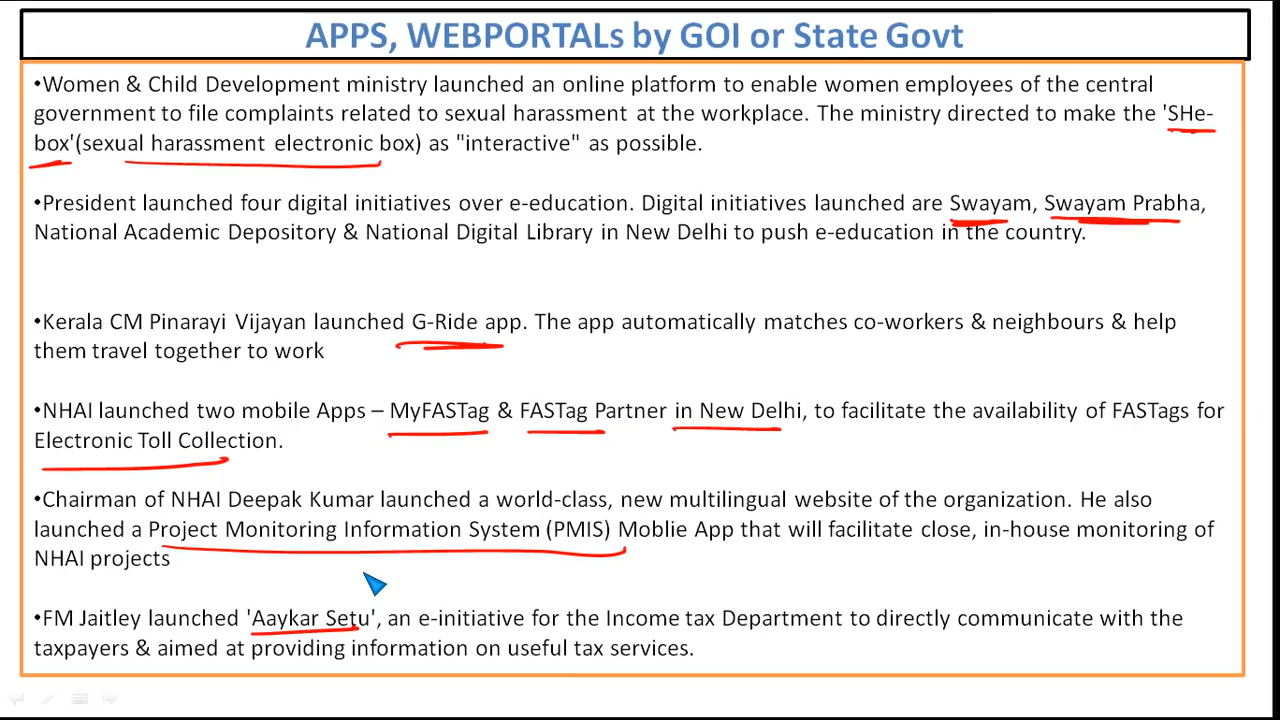 APPS, WEBPORTALs by GOI or State Govt
•Women & Child Development ministry launched an online platform to enable women employees of the central
government to file complaints related to sexual harassment at the workplace. The ministry directed to make the 'SHe-
box'(sexual harassment electronic box) as "interactive" as possible.
•President launched four digital initiatives over e-education. Digital initiatives launched are Swayam, Swayam Prabha,
National Academic Depository & National Digital Library in New Delhi to push e-education in the country.
•Kerala CM Pinarayi Vijayan launched G-Ride app. The app automatically matches co-workers & neighbours & help
them travel together to work
•NHAI launched two mobile Apps – MyFASTag & FASTag Partner in New Delhi, to facilitate the availability of FASTags for
Electronic Toll Collection.
•Chairman of NHAI Deepak Kumar launched a world-class, new multilingual website of the organization. He also
launched a Project Monitoring Information System (PMIS) Moblie App that will facilitate close, in-house monitoring of
NHAI projects
•FM Jaitley launched 'Aaykar Setu', an e-initiative for the Income tax Department to directly communicate with the
taxpayers & aimed at providing information on useful tax services.